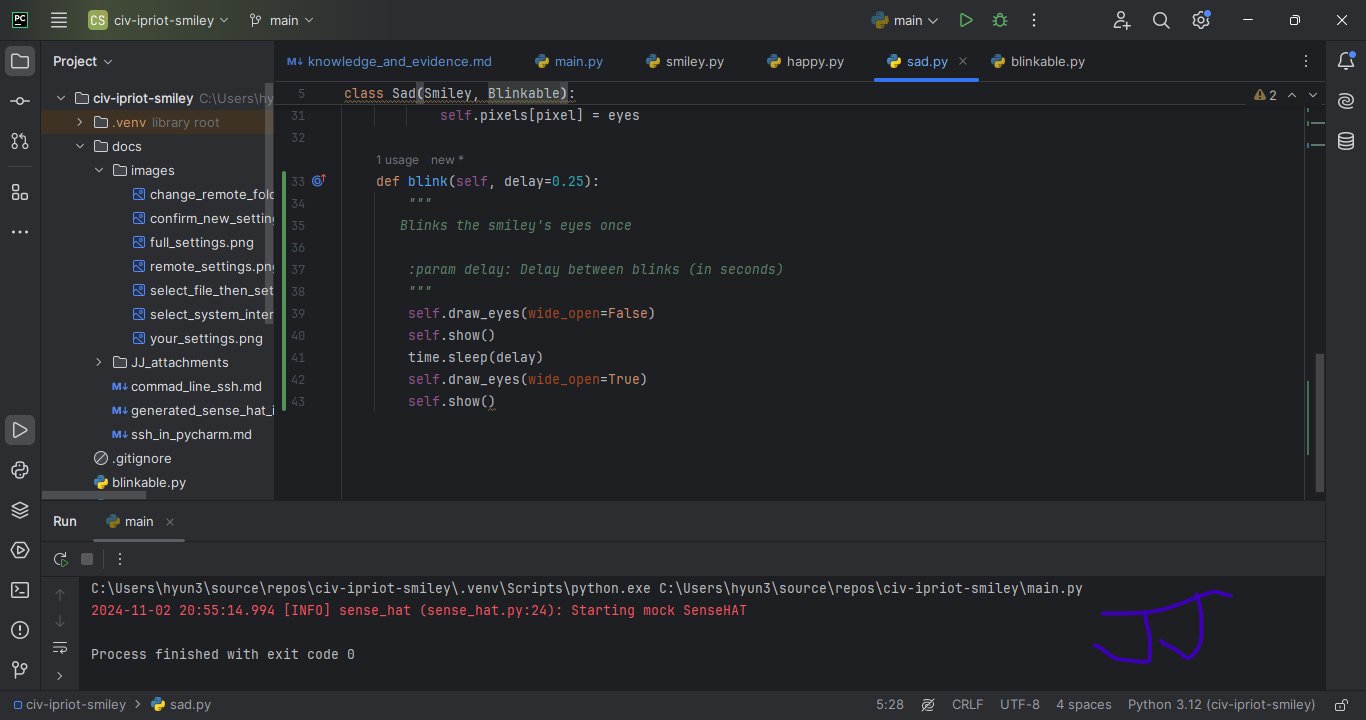 PC CS civ-ipriot-smiley main main
Project
knowledge_and_evidence.md main.py smiley.py happy.py sad.py blinkable.py
civ-ipriot-smiley C:\Users\hy
.venv library root
docs
images
change_remote_fold
confirm_new_setting
full_settings.png
remote_settings.png
select_file_then_set
select_system_inter
your_settings.png
JJ_attachments
commad_line_ssh.md
generated_sense_hat_i
ssh_in_pycharm.md
.gitignore
blinkable.py
5 class Sad(Smiley, Blinkable): 2
31 self.pixels[pixel] = eyes
32
1 usage new *
33 def blink(self, delay=0.25):
34 """
35 Blinks the smiley's eyes once
36
37 :param delay: Delay between blinks (in seconds)
38 """
39 self.draw_eyes(wide_open=False)
40 self.show()
41 time.sleep(delay)
42 self.draw_eyes(wide_open=True)
43 self.show()
Run main
C:\Users\hyun3\source\repos\civ-ipriot-smiley\.venv\Scripts\python.exe C:\Users\hyun3\source\repos\civ-ipriot-smiley\main.py
2024-11-02 20:55:14.994 [INFO] sense_hat (sense_hat.py:24): Starting mock SenseHAT
Process finished with exit code 0
JJ
civ-ipriot-smiley > sad.py 5:28 CRLF UTF-8 4 spaces Python 3.12 (civ-ipriot-smiley)